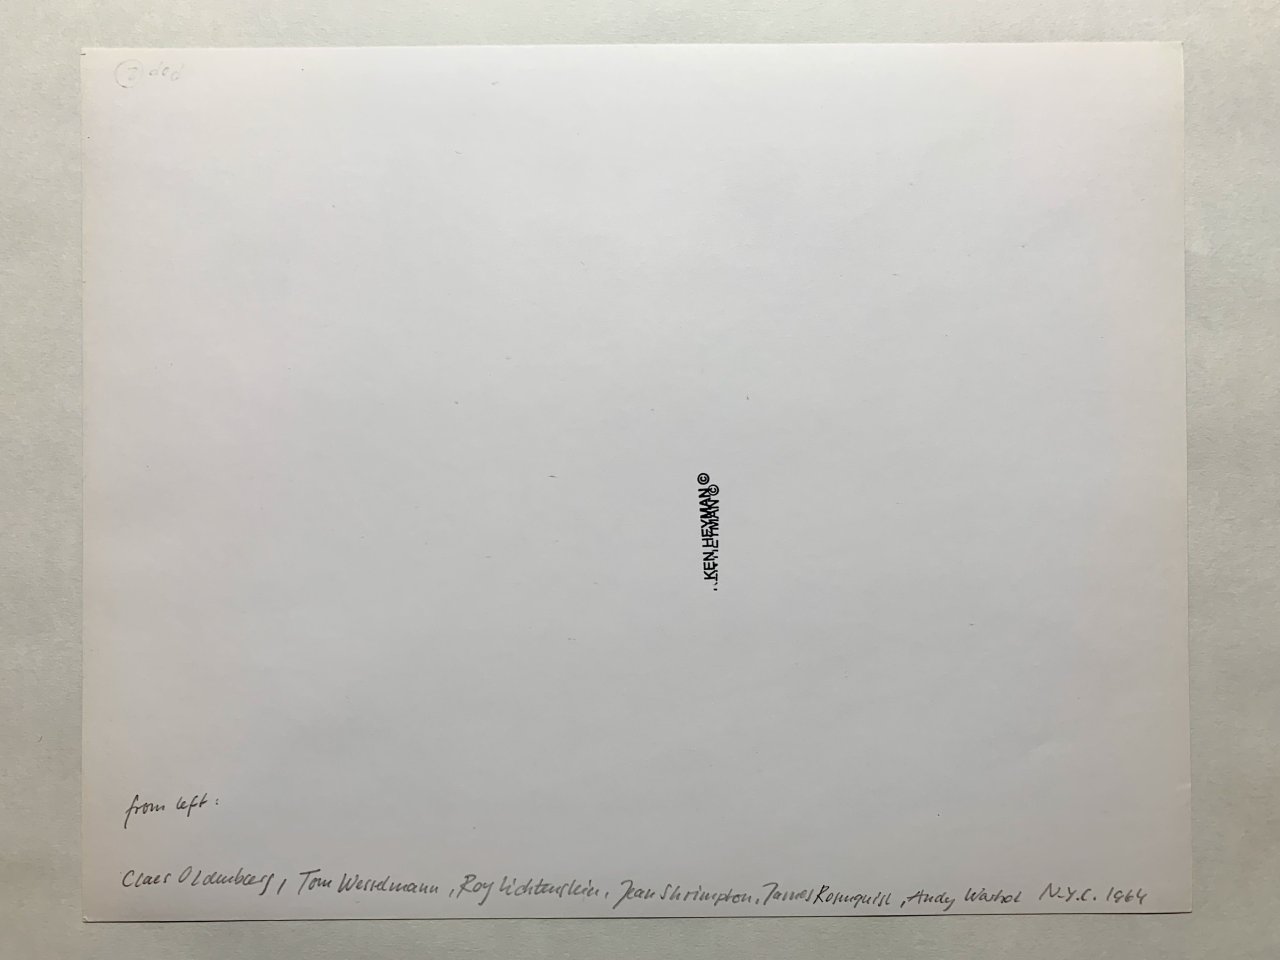 KEN HEYMAN ©
from left:
Claes Oldenburg, Tom Wesselmann, Roy Lichtenstein, Jean Shrimpton, James Rosenquist, Andy Warhol N.Y.C. 1964